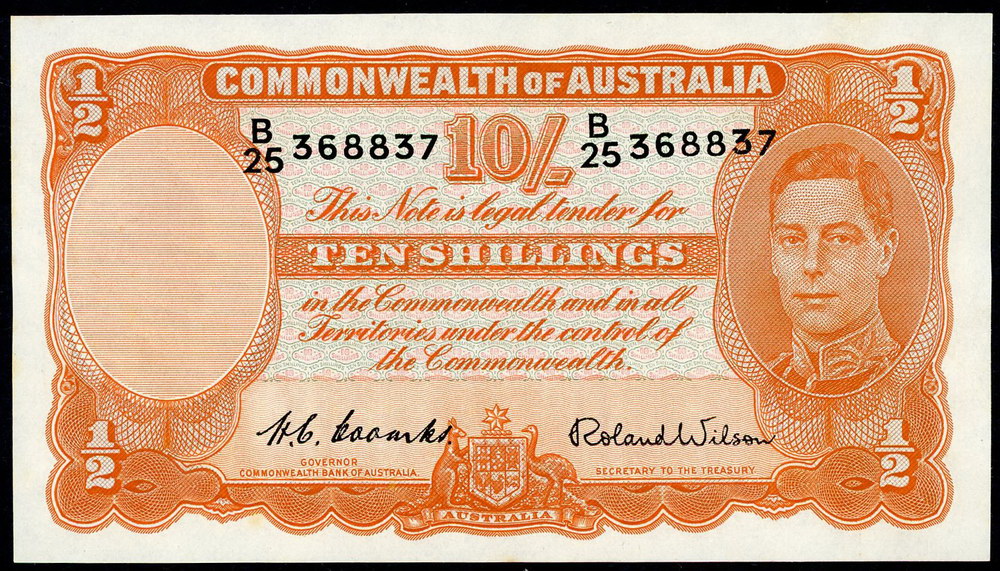 1/2
COMMONWEALTH OF AUSTRALIA
1/2
B/25 368837
10/-
B/25 368837
This Note is legal tender for
TEN SHILLINGS
in the Commonwealth and in all
Territories under the control of
the Commonwealth.
H.C. Coombs.
Roland Wilson
GOVERNOR
COMMONWEALTH BANK OF AUSTRALIA.
SECRETARY TO THE TREASURY.
1/2
AUSTRALIA
1/2